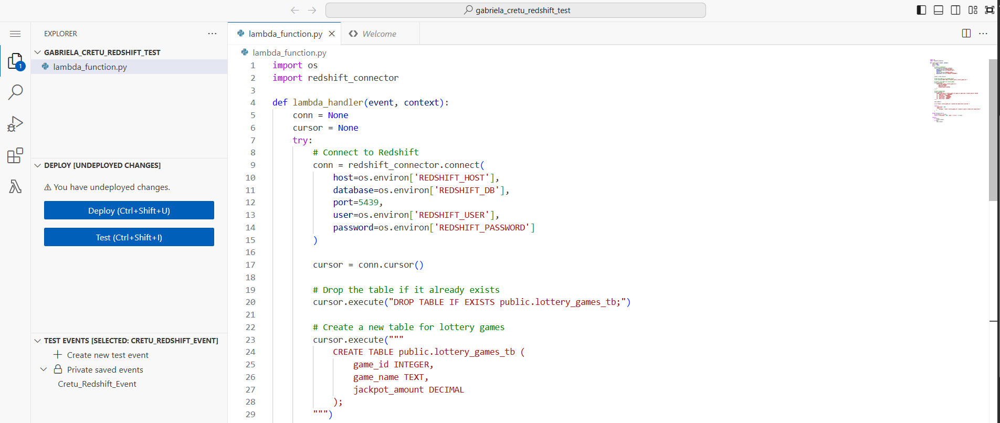 gabriela_cretu_redshift_test
EXPLORER
GABRIELA_CRETU_REDSHIFT_TEST
lambda_function.py
1
DEPLOY [UNDEPLOYED CHANGES]
You have undeployed changes.
Deploy (Ctrl+Shift+U)
Test (Ctrl+Shift+I)
TEST EVENTS [SELECTED: CRETU_REDSHIFT_EVENT]
Create new test event
Private saved events
Cretu_Redshift_Event
lambda_function.py
Welcome
lambda_function.py
1 import os
2 import redshift_connector
3
4 def lambda_handler(event, context):
5 conn = None
6 cursor = None
7 try:
8 # Connect to Redshift
9 conn = redshift_connector.connect(
10 host=os.environ['REDSHIFT_HOST'],
11 database=os.environ['REDSHIFT_DB'],
12 port=5439,
13 user=os.environ['REDSHIFT_USER'],
14 password=os.environ['REDSHIFT_PASSWORD']
15 )
16
17 cursor = conn.cursor()
18
19 # Drop the table if it already exists
20 cursor.execute("DROP TABLE IF EXISTS public.lottery_games_tb;")
21
22 # Create a new table for lottery games
23 cursor.execute("""
24 CREATE TABLE public.lottery_games_tb (
25 game_id INTEGER,
26 game_name TEXT,
27 jackpot_amount DECIMAL
28 );
29 """)